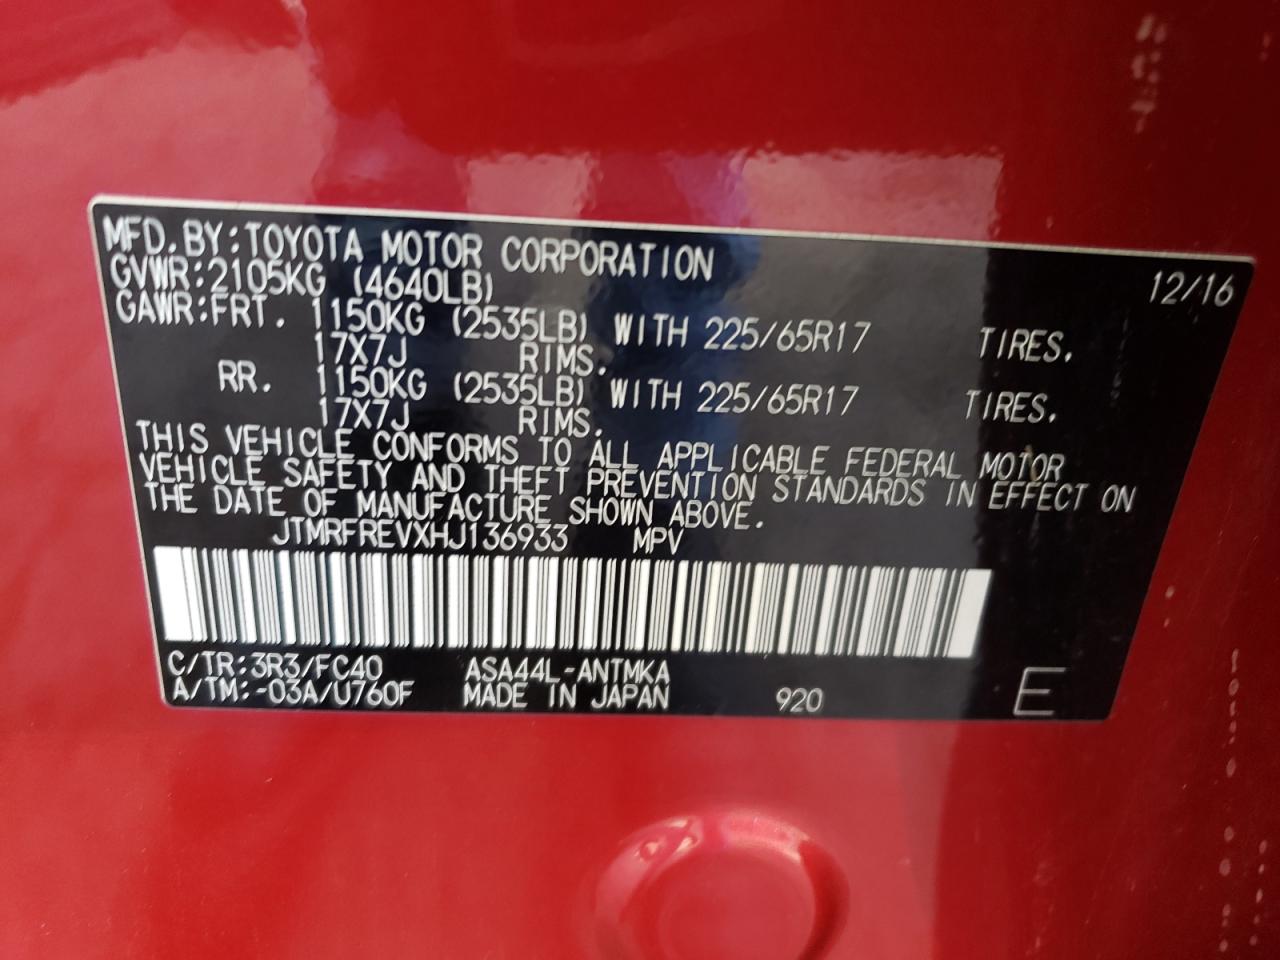 MFD.BY:TOYOTA MOTOR CORPORATION 12/16
GVWR:2105KG (4640LB)
GAWR:FRT. 1150KG (2535LB) WITH 225/65R17 TIRES.
17X7J RIMS.
RR. 1150KG (2535LB) WITH 225/65R17 TIRES.
17X7J RIMS.
THIS VEHICLE CONFORMS TO ALL APPLICABLE FEDERAL MOTOR
VEHICLE SAFETY AND THEFT PREVENTION STANDARDS IN EFFECT ON
THE DATE OF MANUFACTURE SHOWN ABOVE.
JTMRFREVXHJ136933 MPV
C/TR:3R3/FC40 ASA44L-ANTMKA
A/TM:-03A/U760F MADE IN JAPAN 920 E